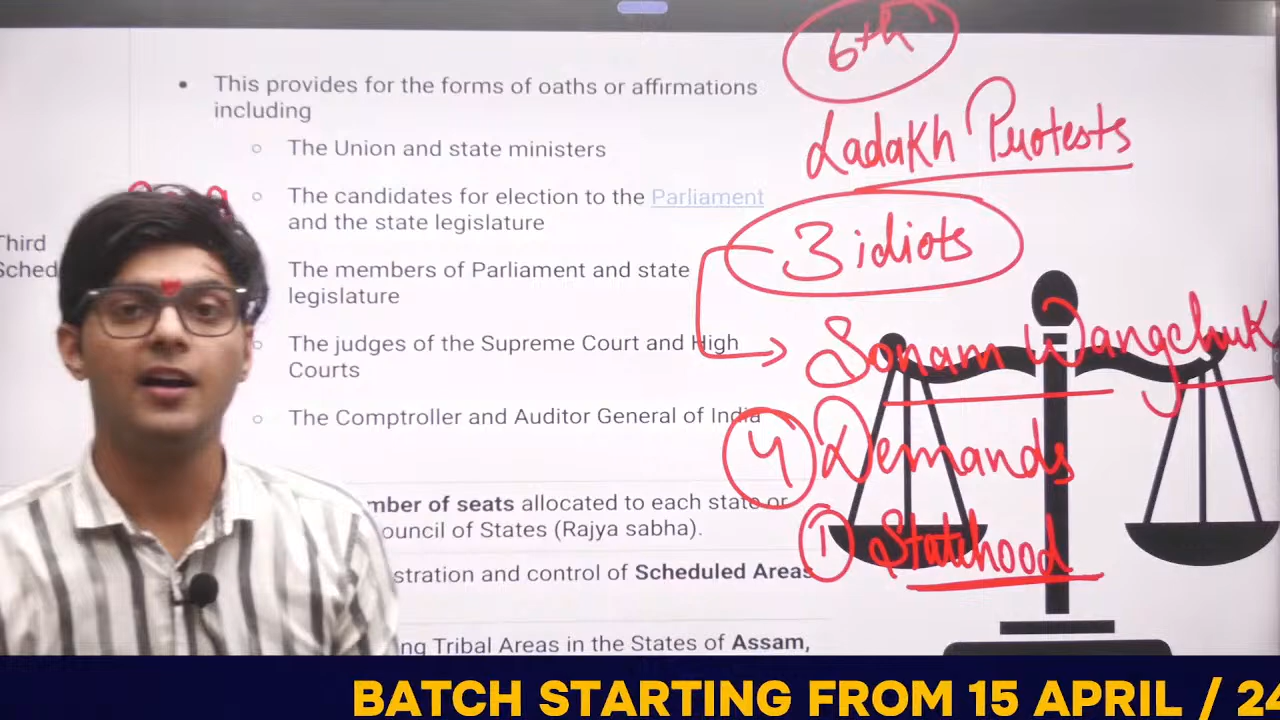 6th
Ladakh Protests
3 idiots
Sonam Wangchuk
4 Demands
1 Statehood
Third
Sched
This provides for the forms of oaths or affirmations
including
The Union and state ministers
The candidates for election to the Parliament
and the state legislature
The members of Parliament and state
legislature
The judges of the Supreme Court and High
Courts
The Comptroller and Auditor General of India
mber of seats allocated to each state or
ouncil of States (Rajya sabha).
stration and control of Scheduled Areas
ng Tribal Areas in the States of Assam,
BATCH STARTING FROM 15 APRIL / 24